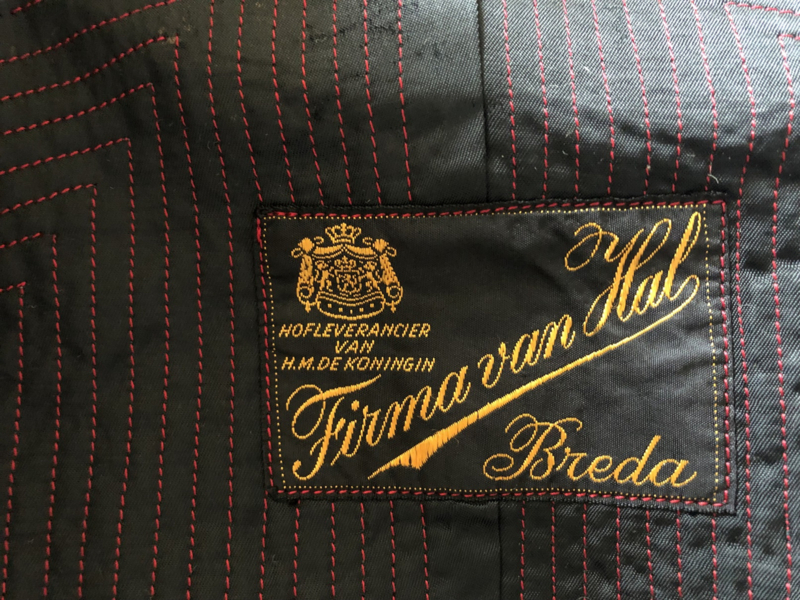 HOFLEVERANCIER
VAN
H.M. DE KONINGIN
Firma van Hal
Breda